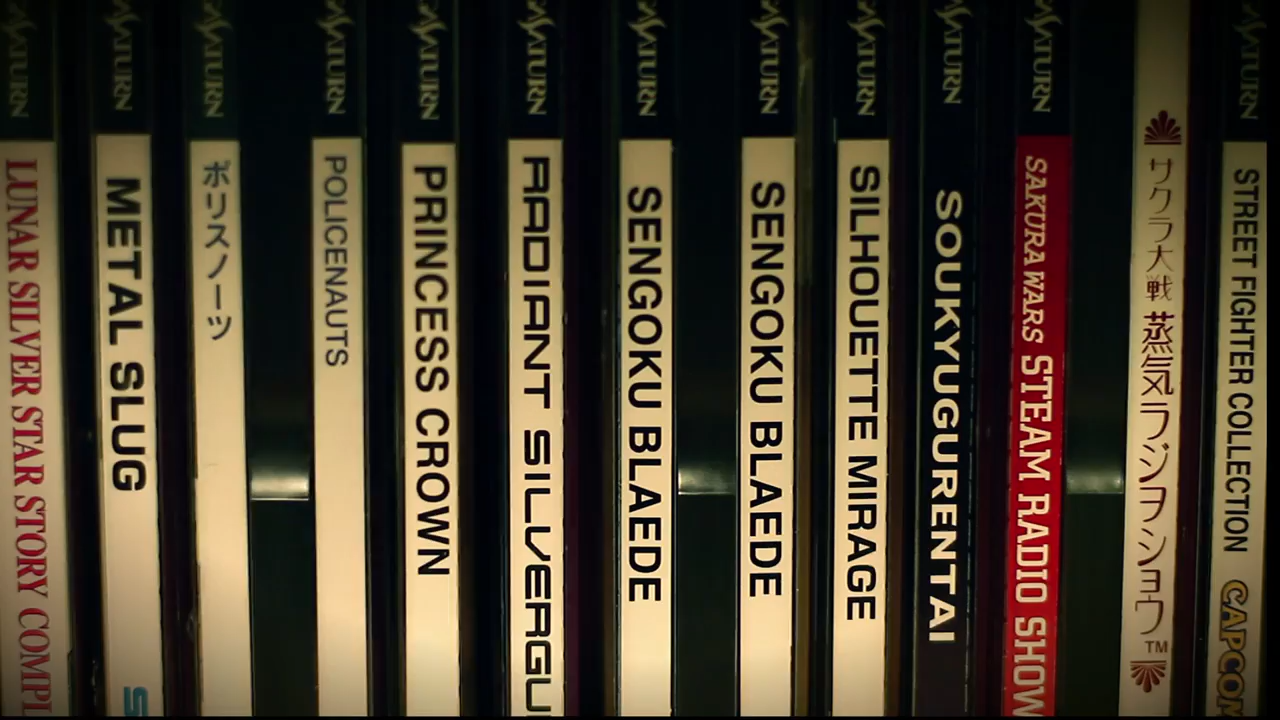 SATURN
LUNAR SILVER STAR STORY COMPL
SATURN
METAL SLUG
S
SATURN
ポリスノーツ
SATURN
POLICENAUTS
SATURN
PRINCESS CROWN
SATURN
RADIANT SILVERGU
SATURN
SENGOKU BLAEDE
SATURN
SENGOKU BLAEDE
SATURN
SILHOUETTE MIRAGE
SATURN
SOUKYUGURENTAI
SATURN
SAKURA WARS STEAM RADIO SHOW
サクラ大戦 蒸気ラジヲショウ™
SATURN
STREET FIGHTER COLLECTION CAPCOM